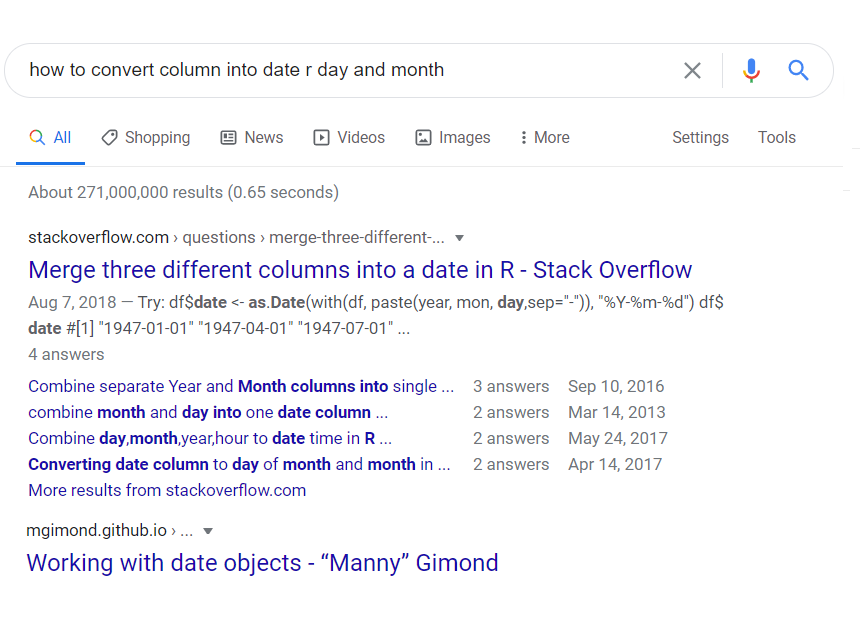 how to convert column into date r day and month
All Shopping News Videos Images More Settings Tools
About 271,000,000 results (0.65 seconds)
stackoverflow.com › questions › merge-three-different-...
Merge three different columns into a date in R - Stack Overflow
Aug 7, 2018 — Try: df$date <- as.Date(with(df, paste(year, mon, day,sep="-")), "%Y-%m-%d") df$
date #[1] "1947-01-01" "1947-04-01" "1947-07-01" ...
4 answers
Combine separate Year and Month columns into single ... 3 answers Sep 10, 2016
combine month and day into one date column ... 2 answers Mar 14, 2013
Combine day,month,year,hour to date time in R ... 2 answers May 24, 2017
Converting date column to day of month and month in ... 2 answers Apr 14, 2017
More results from stackoverflow.com
mgimond.github.io › ...
Working with date objects - “Manny” Gimond